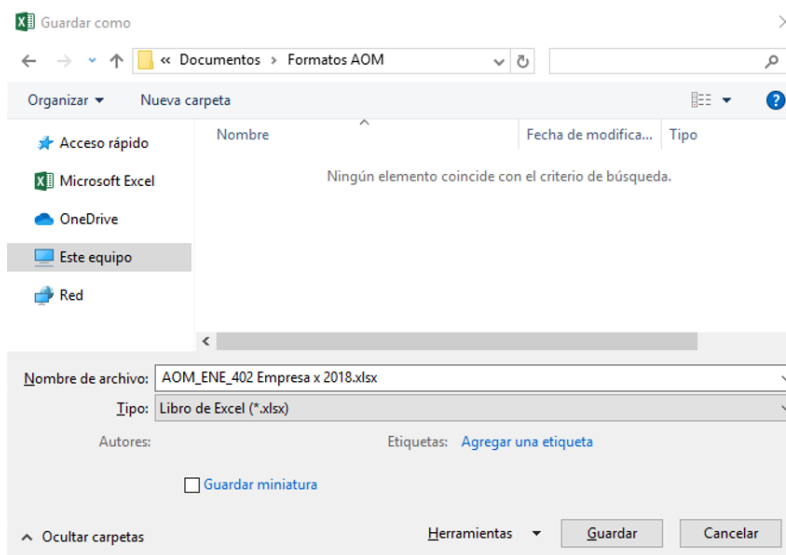 Guardar como
« Documentos › Formatos AOM
Organizar Nueva carpeta
Acceso rápido
Microsoft Excel
OneDrive
Este equipo
Red
Nombre Fecha de modifica... Tipo
Ningún elemento coincide con el criterio de búsqueda.
Nombre de archivo: AOM_ENE_402 Empresa x 2018.xlsx
Tipo: Libro de Excel (*.xlsx)
Autores: Etiquetas: Agregar una etiqueta
Guardar miniatura
Ocultar carpetas Herramientas Guardar Cancelar